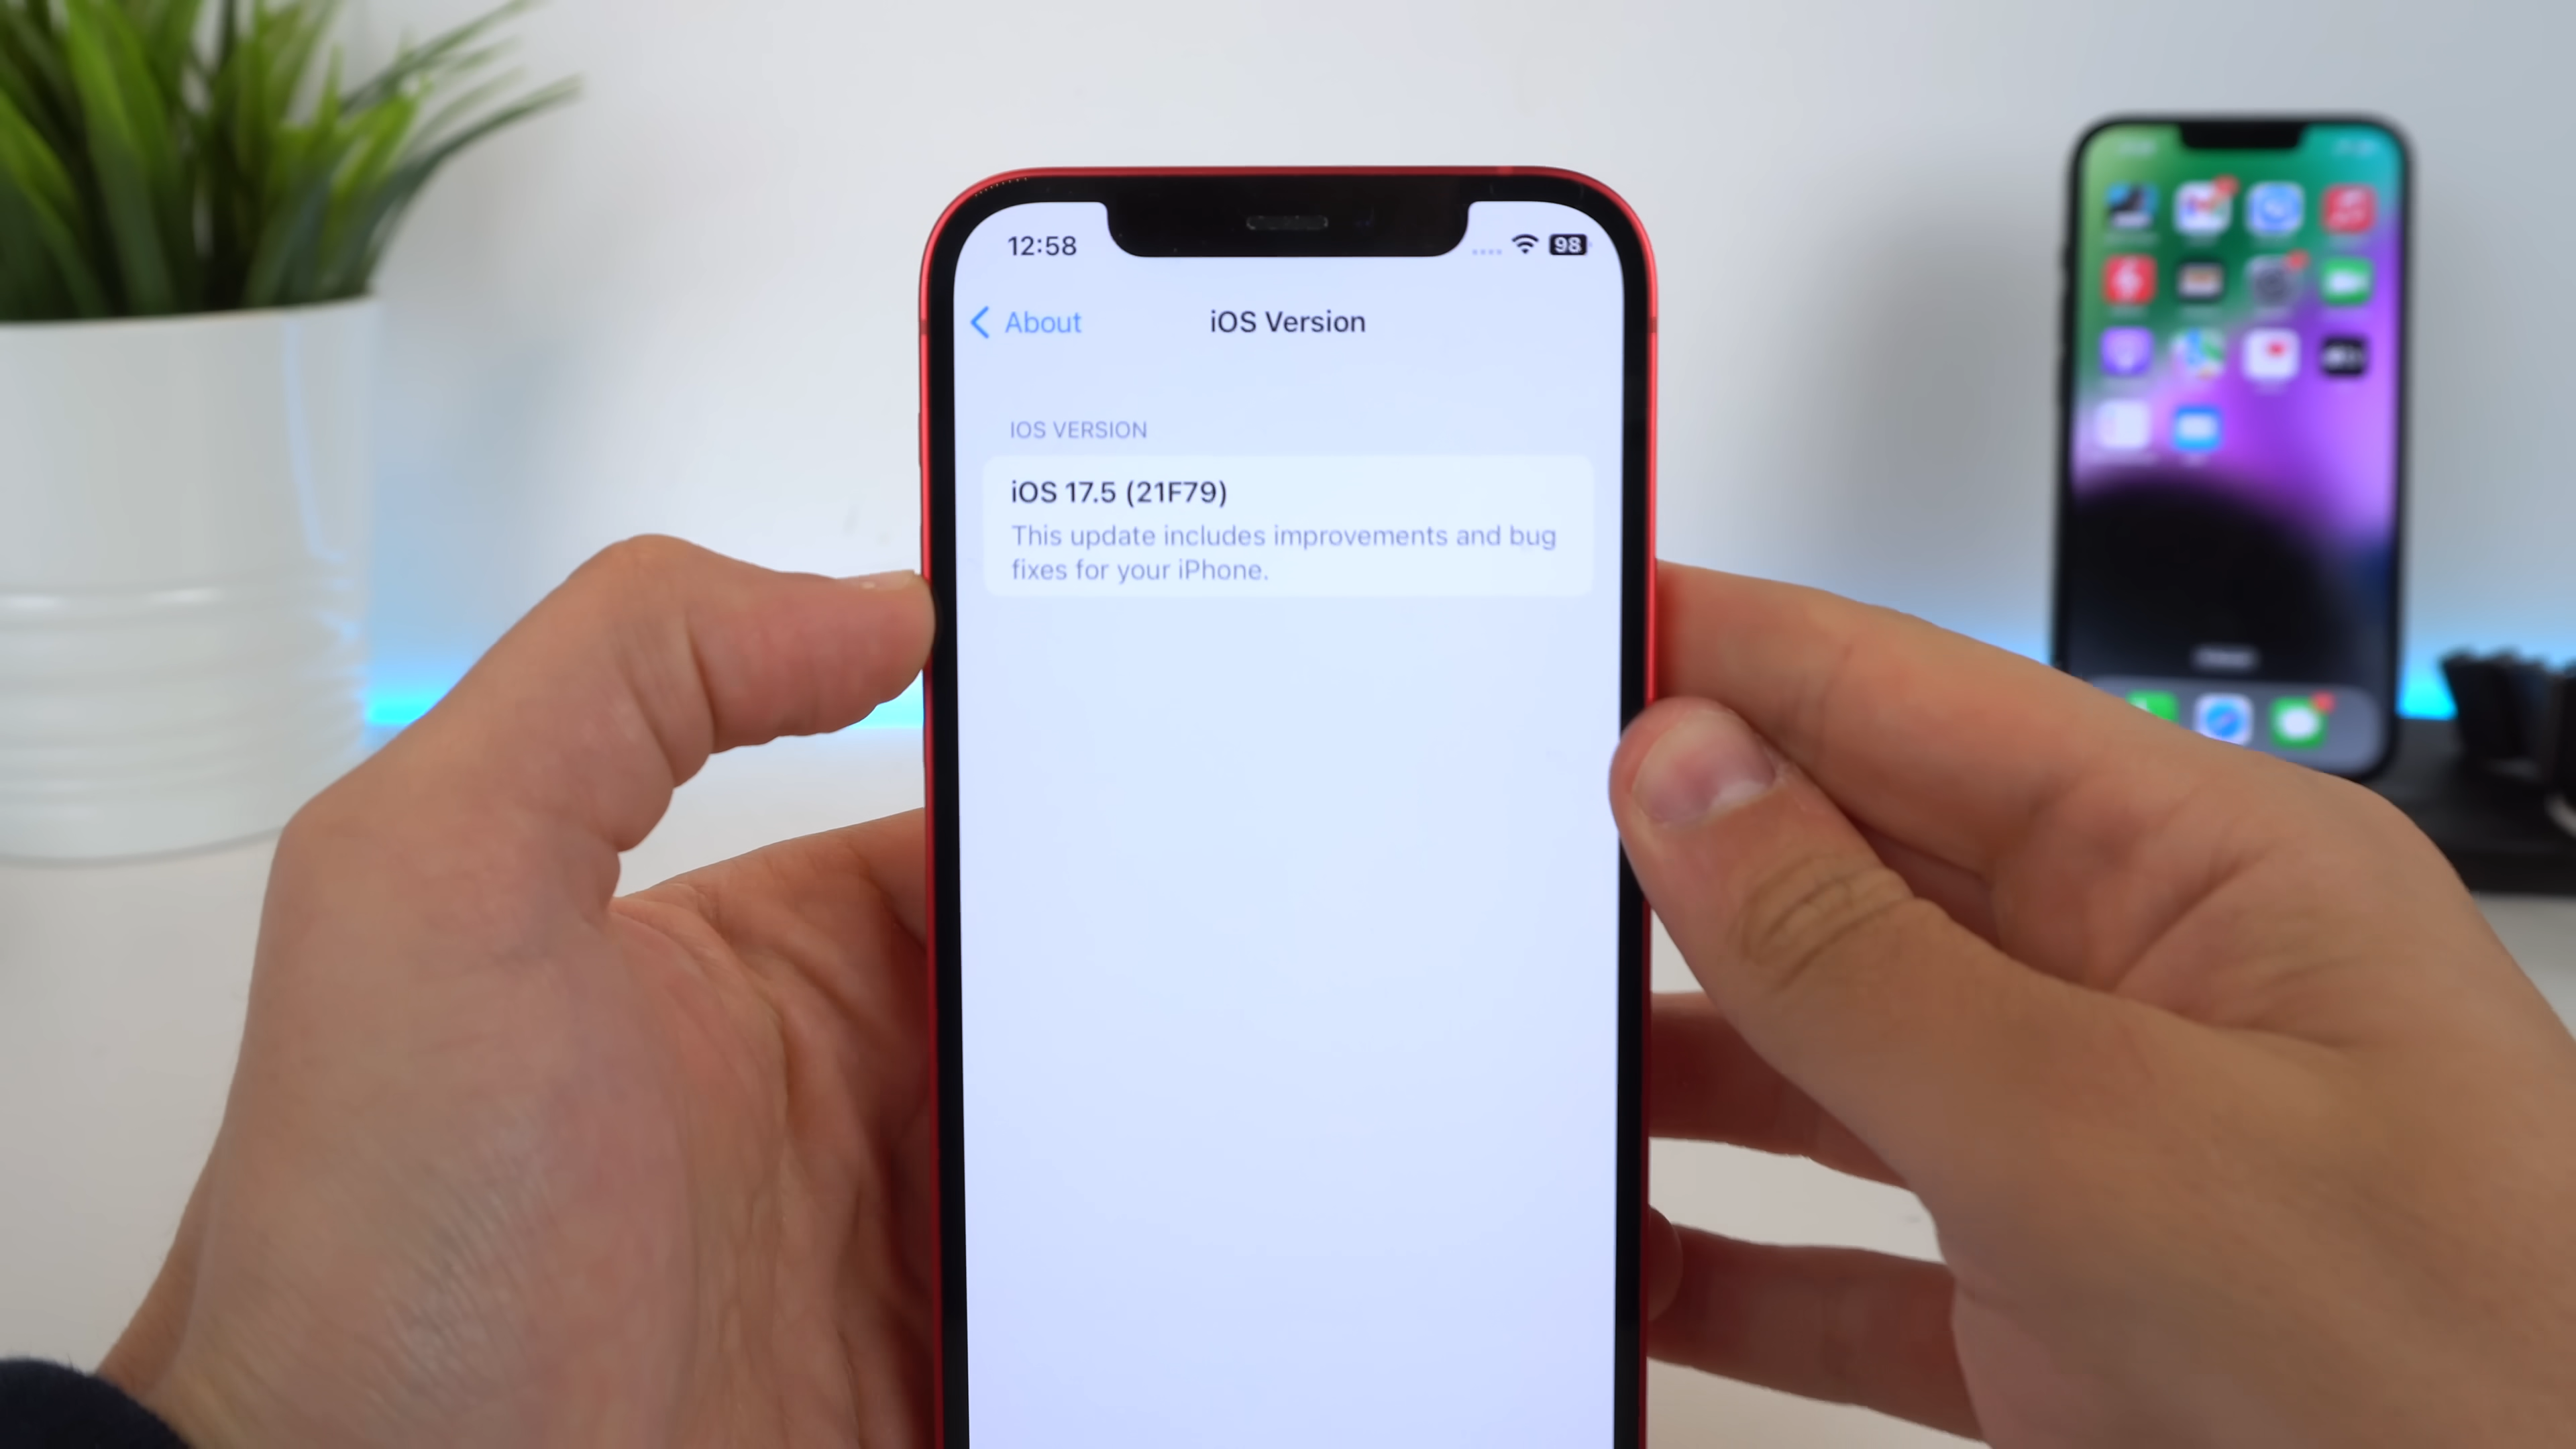 12:58
98
About
iOS Version
IOS VERSION
iOS 17.5 (21F79)
This update includes improvements and bug
fixes for your iPhone.